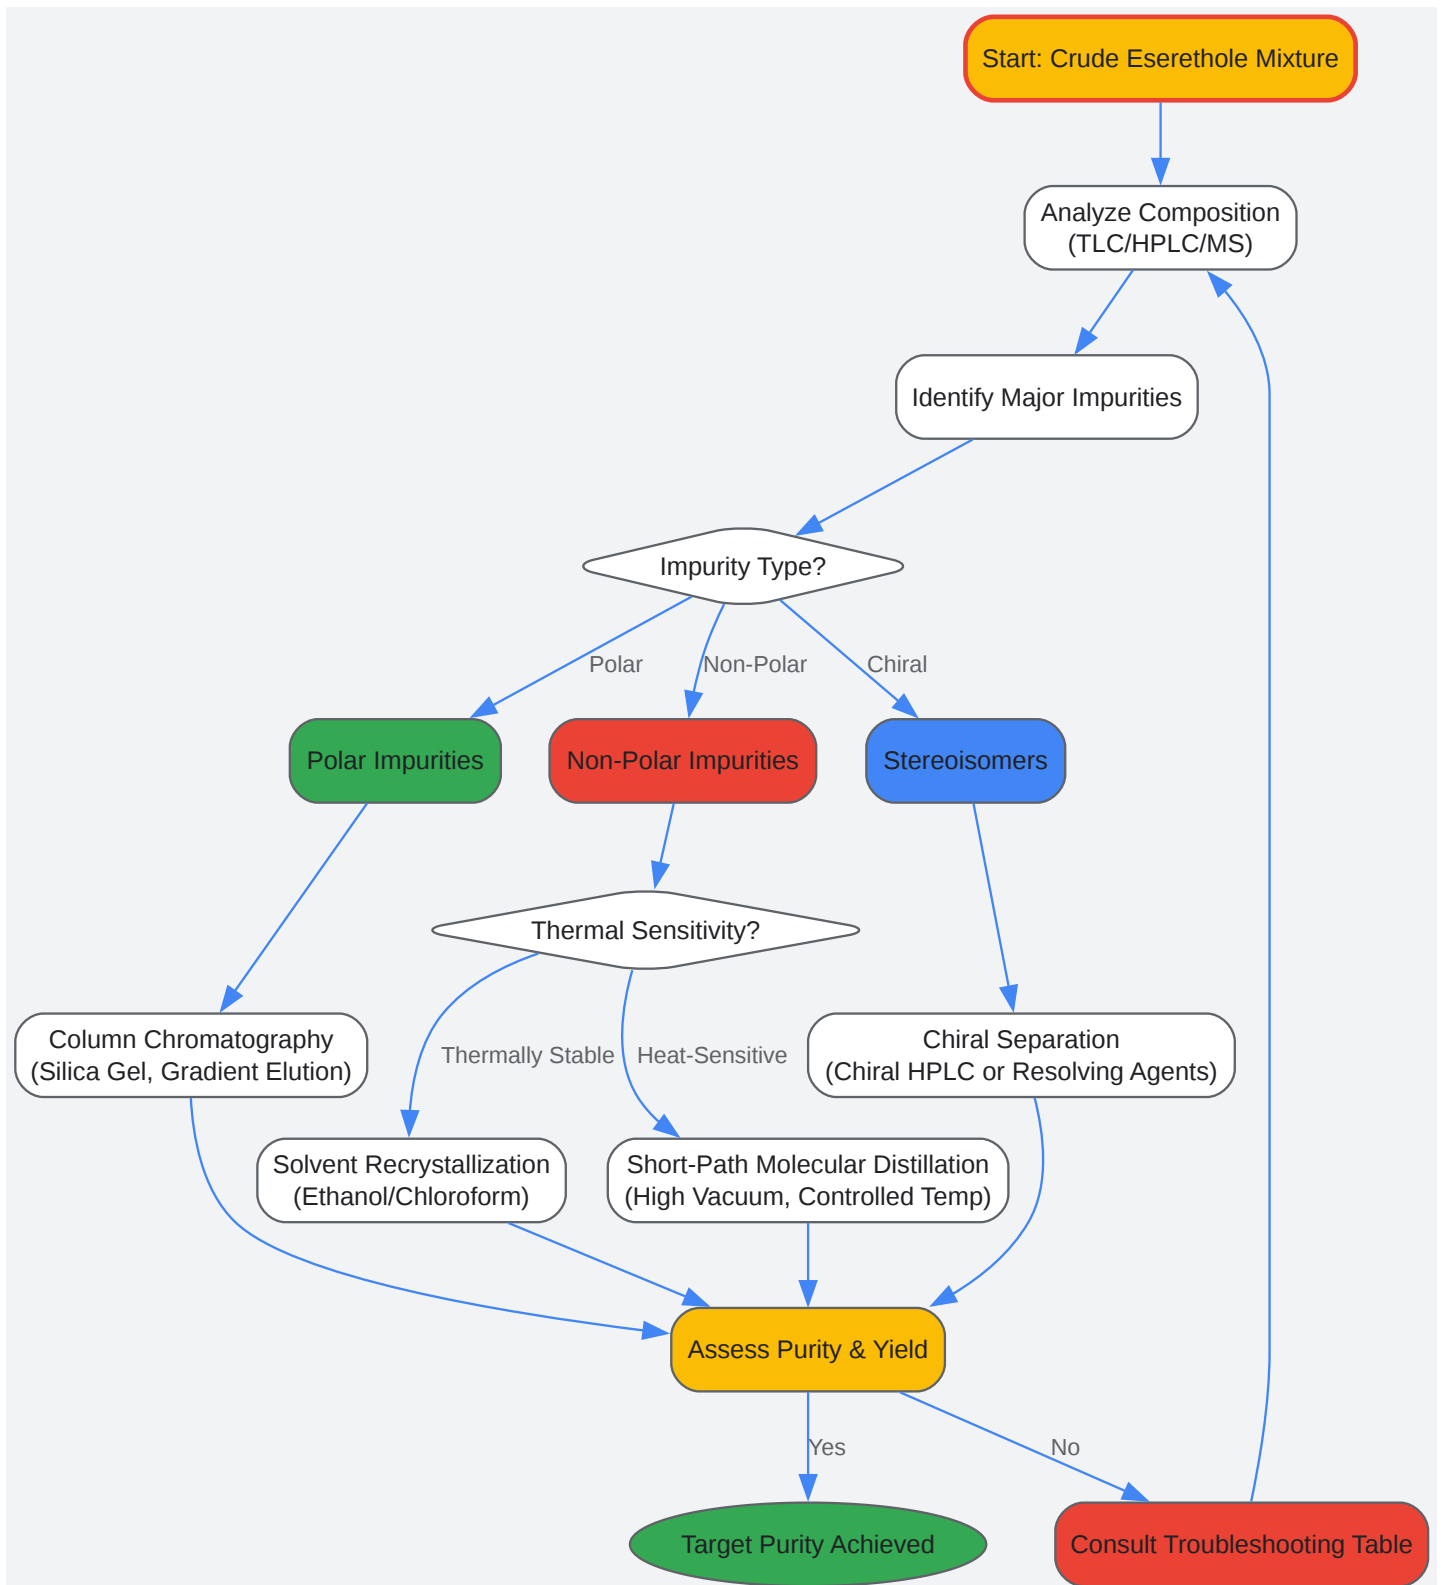 Start: Crude Eserethole Mixture
Analyze Composition
(TLC/HPLC/MS)
Identify Major Impurities
Impurity Type?
Polar
Non-Polar
Chiral
Polar Impurities
Non-Polar Impurities
Stereoisomers
Thermal Sensitivity?
Column Chromatography
(Silica Gel, Gradient Elution)
Thermally Stable
Heat-Sensitive
Chiral Separation
(Chiral HPLC or Resolving Agents)
Solvent Recrystallization
(Ethanol/Chloroform)
Short-Path Molecular Distillation
(High Vacuum, Controlled Temp)
Assess Purity & Yield
Yes
No
Target Purity Achieved
Consult Troubleshooting Table